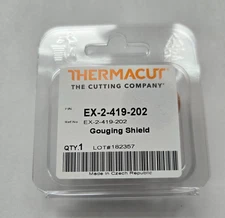 THERMACUT
THE CUTTING COMPANY
EX-2-419-202
EX-2-419-202
Gouging Shield
QTY.1 LOT#162357
Made in Czech Republic